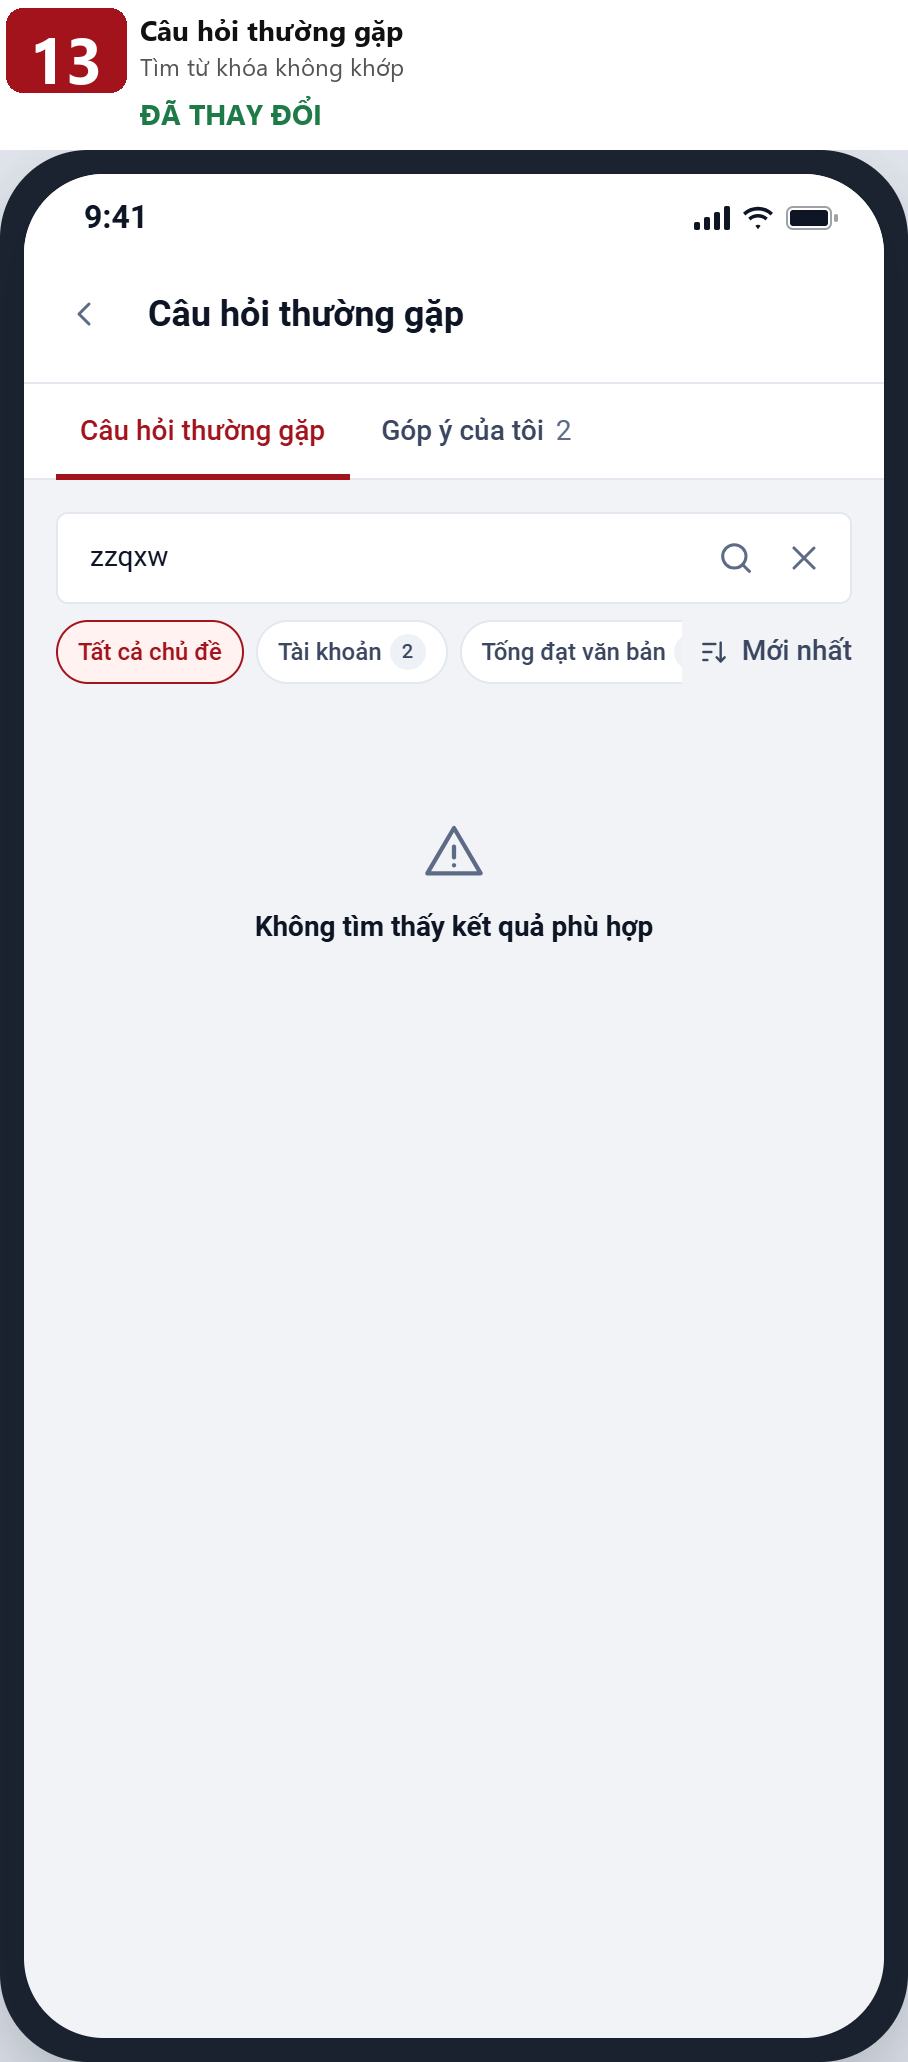 13
Câu hỏi thường gặp
Tìm từ khóa không khớp
ĐÃ THAY ĐỔI
9:41
Câu hỏi thường gặp
Câu hỏi thường gặp Góp ý của tôi 2
zzqxw
Tất cả chủ đề Tài khoản 2 Tống đạt văn bản Mới nhất
Không tìm thấy kết quả phù hợp